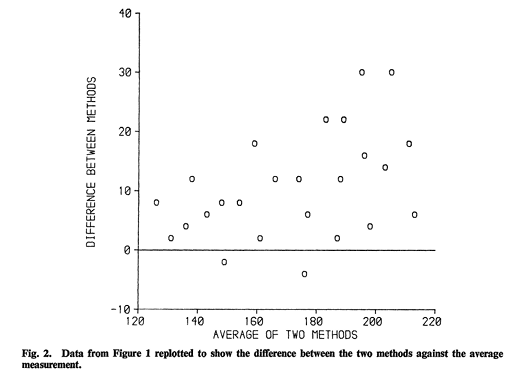 40
30
20
10
0
-10
DIFFERENCE BETWEEN METHODS
120 140 160 180 200 220
AVERAGE OF TWO METHODS
Fig. 2. Data from Figure 1 replotted to show the difference between the two methods against the average
measurement.